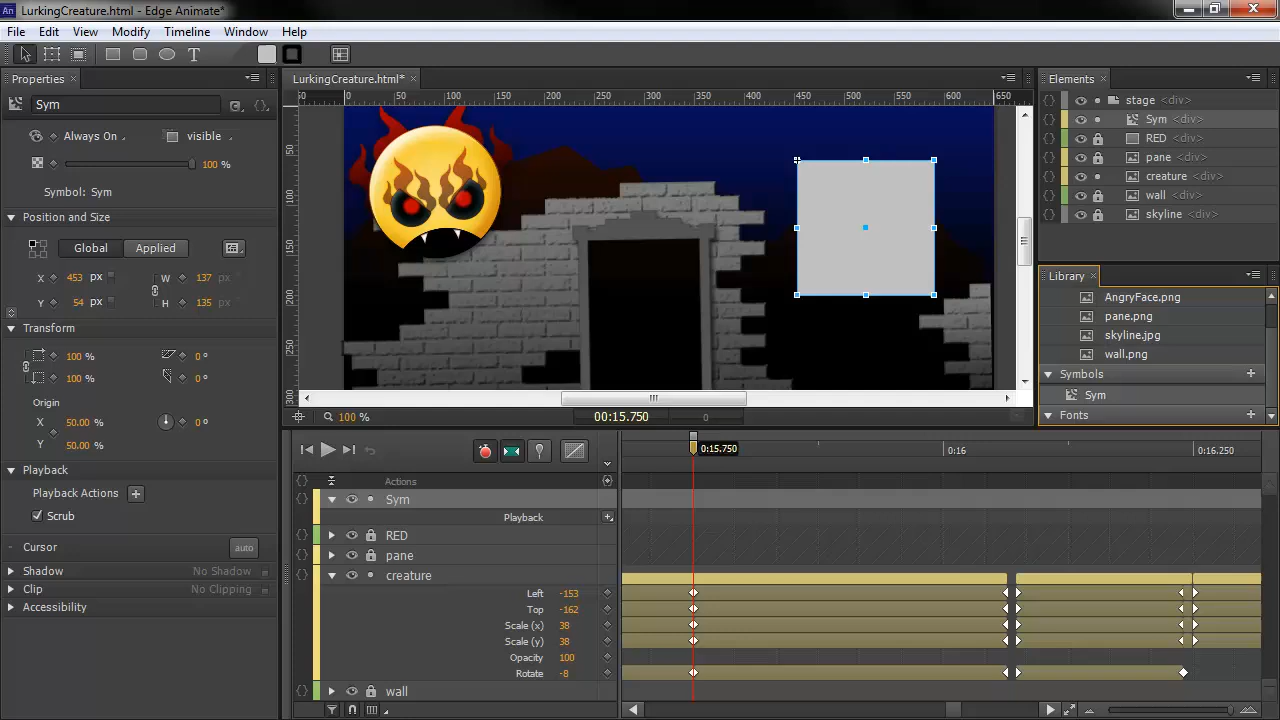 An LurkingCreature.html* - Edge Animate*
File Edit View Modify Timeline Window Help
T
Properties × LurkingCreature.html* × Elements ×
Sym
Always On visible
100 %
Symbol: Sym
Position and Size
Global Applied
X 453 px W 137 px
Y 54 px H 135 px
Transform
100 % 0 º
100 % 0 º
Origin
X 50.00 % 0 º
Y 50.00 %
Playback
Playback Actions +
Scrub
Cursor auto
Shadow No Shadow
Clip No Clipping
Accessibility
0 50 100 150 200 250 300 350 400 450 500 550 600 650
50
100
150
200
250
300
100 % 00:15.750 0
stage <div>
Sym <div>
RED <div>
pane <div>
creature <div>
wall <div>
skyline <div>
Library ×
AngryFace.png
pane.png
skyline.jpg
wall.png
Symbols +
Sym
Fonts +
0:15.750 0:16 0:16.250
Actions
Sym
Playback
RED
pane
creature
Left -153
Top -162
Scale (x) 38
Scale (y) 38
Opacity 100
Rotate -8
wall